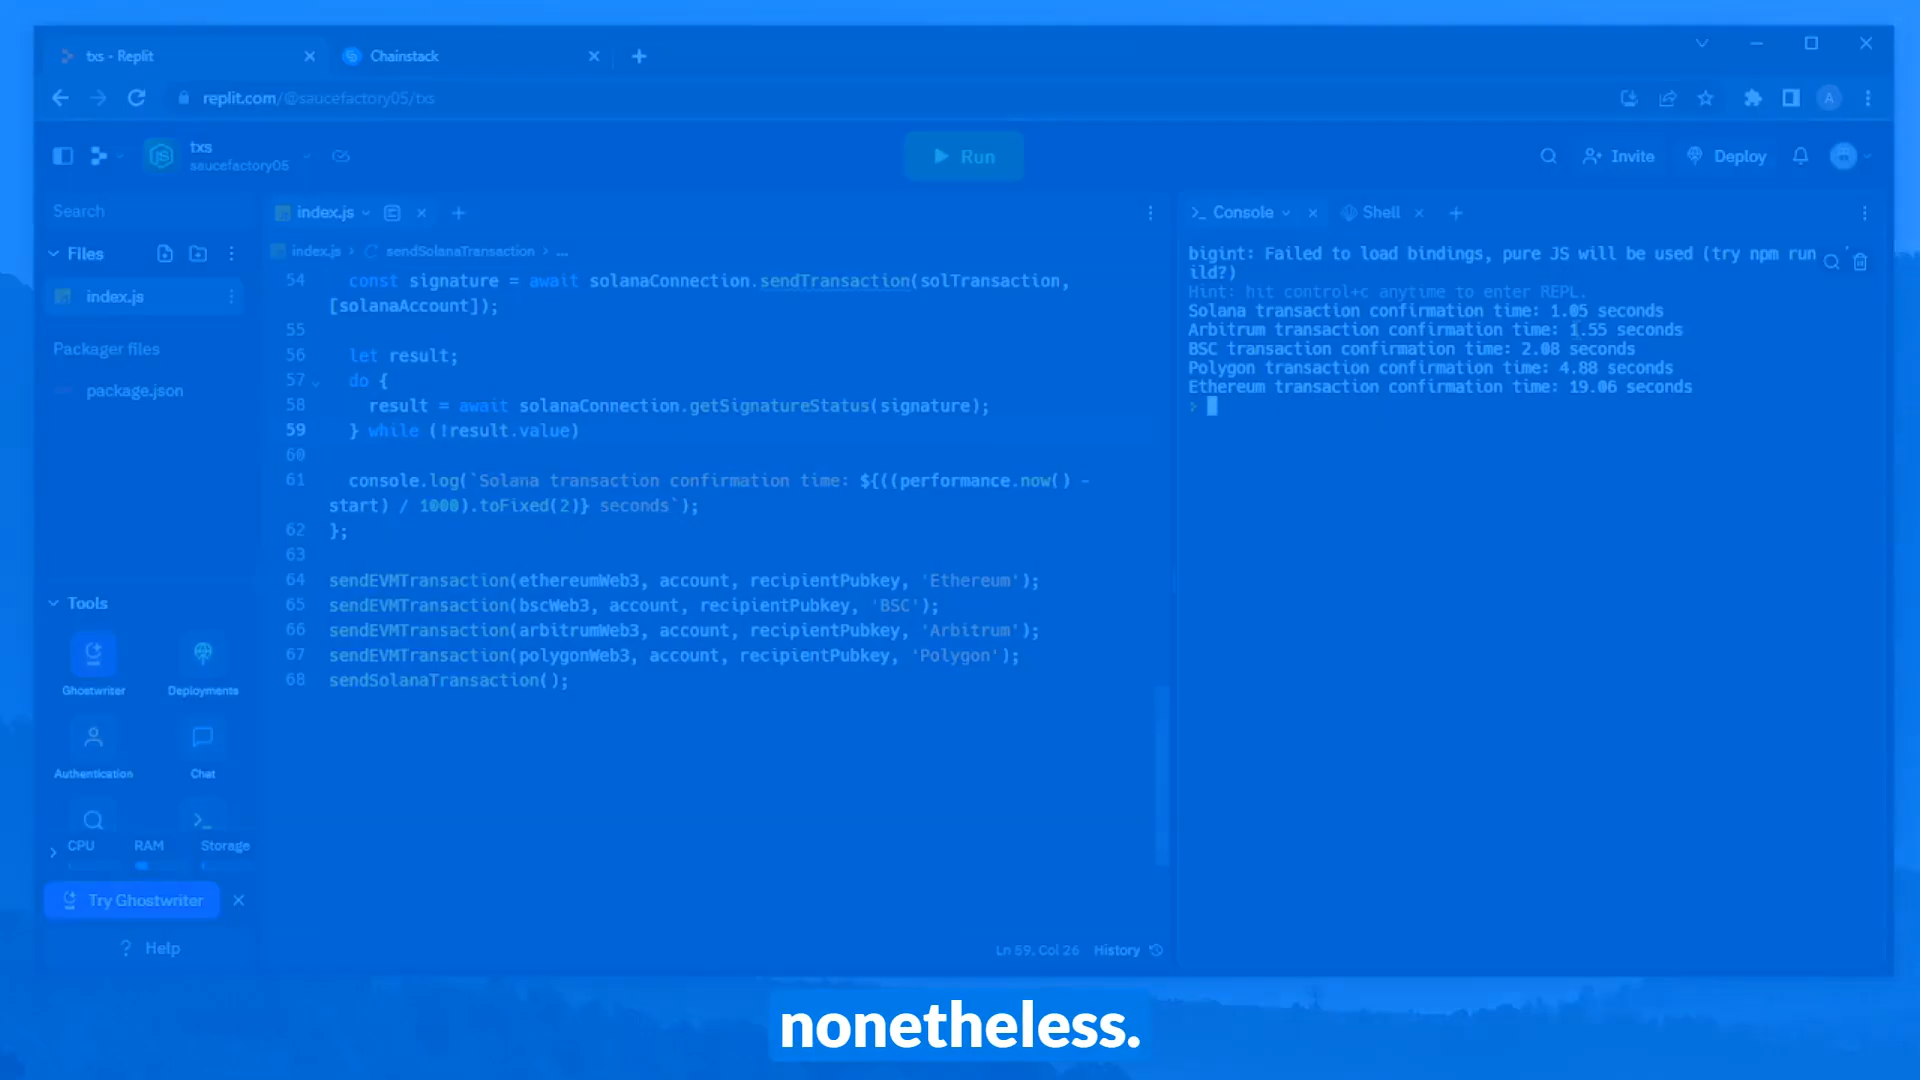 txs - Replit
Chainstack
replit.com/@saucefactory05/txs
A
JS
txs
saucefactory05
Run
Invite
Deploy
Search
Files
index.js
Packager files
package.json
Tools
Ghostwriter
Deployments
Authentication
Chat
CPU
RAM
Storage
Try Ghostwriter
? Help
index.js
index.js > sendSolanaTransaction > ...
54 const signature = await solanaConnection.sendTransaction(solTransaction,
[solanaAccount]);
55
56 let result;
57 do {
58 result = await solanaConnection.getSignatureStatus(signature);
59 } while (!result.value)
60
61 console.log(`Solana transaction confirmation time: ${((performance.now() -
start) / 1000).toFixed(2)} seconds`);
62 };
63
64 sendEVMTransaction(ethereumWeb3, account, recipientPubkey, 'Ethereum');
65 sendEVMTransaction(bscWeb3, account, recipientPubkey, 'BSC');
66 sendEVMTransaction(arbitrumWeb3, account, recipientPubkey, 'Arbitrum');
67 sendEVMTransaction(polygonWeb3, account, recipientPubkey, 'Polygon');
68 sendSolanaTransaction();
Ln 59, Col 26 History
Console
Shell
bigint: Failed to load bindings, pure JS will be used (try npm run
ild?)
Hint: hit control+c anytime to enter REPL.
Solana transaction confirmation time: 1.05 seconds
Arbitrum transaction confirmation time: 1.55 seconds
BSC transaction confirmation time: 2.08 seconds
Polygon transaction confirmation time: 4.88 seconds
Ethereum transaction confirmation time: 19.06 seconds
>
nonetheless.